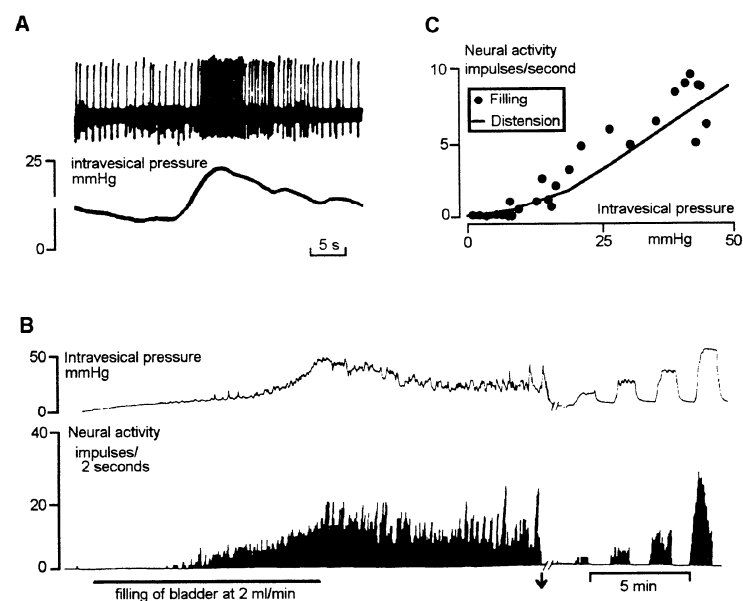 A
25
intravesical pressure
mmHg
0
5 s
C
Neural activity
impulses/second
10
Filling
Distension
5
0
Intravesical pressure
0
25
mmHg
50
B
50
Intravesical pressure
mmHg
0
40
Neural activity
impulses/
2 seconds
20
0
filling of bladder at 2 ml/min
5 min